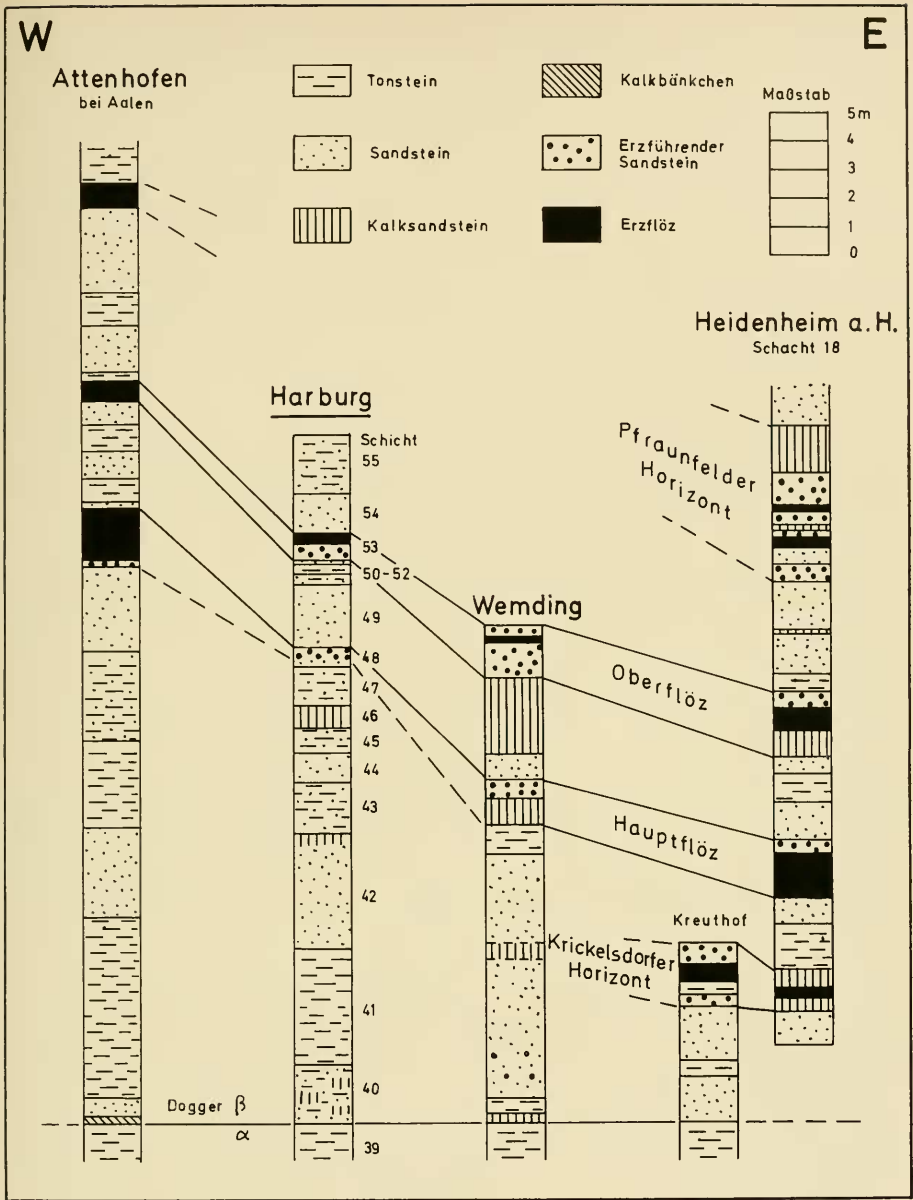 W
E
Attenhofen
bei Aalen
Tonstein
Sandstein
Kalksandstein
Kalkbänkchen
Erzführender
Sandstein
Erzflöz
Maßstab
5m
4
3
2
1
0
Heidenheim a.H.
Schacht 18
Harburg
Schicht
55
54
53
50-52
49
48
47
46
45
44
43
42
41
40
39
Pfraunfelder
Horizont
Wemding
Oberflöz
Hauptflöz
Kreuthof
Krickelsdorfer
Horizont
Dogger β
α